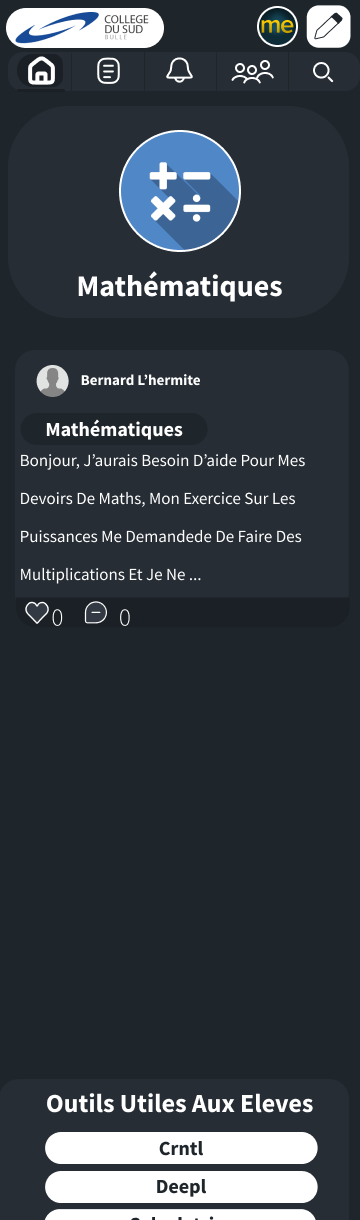 COLLEGE
DU SUD
BULLE
me
Mathématiques
Bernard L’hermite
Mathématiques
Bonjour, J’aurais Besoin D’aide Pour Mes
Devoirs De Maths, Mon Exercice Sur Les
Puissances Me Demandede De Faire Des
Multiplications Et Je Ne ...
0 0
Outils Utiles Aux Eleves
Crntl
Deepl